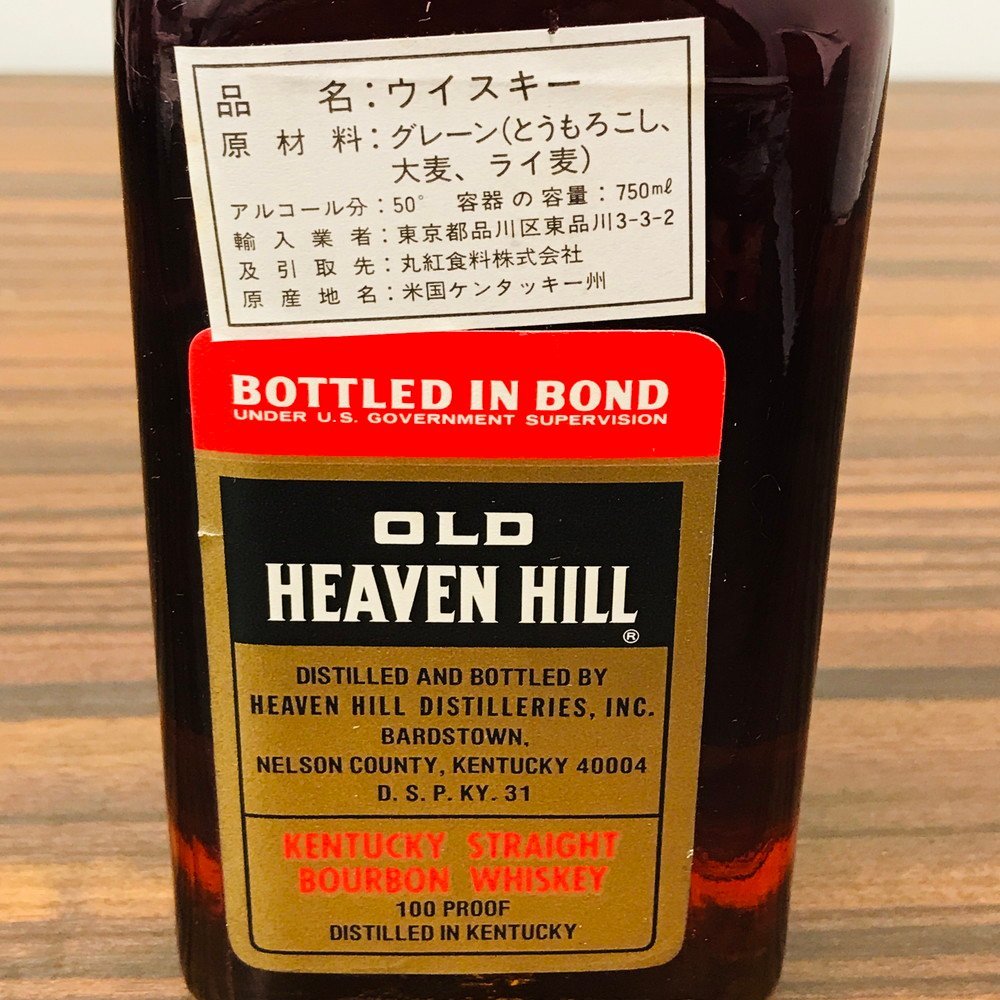 品名：ウイスキー
原材料：グレーン(とうもろこし、
大麦、ライ麦)
アルコール分：50° 容器の容量：750mℓ
輸入業者：東京都品川区東品川3-3-2
及引取先：丸紅食料株式会社
原産地名：米国ケンタッキー州
BOTTLED IN BOND
UNDER U.S. GOVERNMENT SUPERVISION
OLD
HEAVEN HILL®
DISTILLED AND BOTTLED BY
HEAVEN HILL DISTILLERIES, INC.
BARDSTOWN,
NELSON COUNTY, KENTUCKY 40004
D. S. P. KY. 31
KENTUCKY STRAIGHT
BOURBON WHISKEY
100 PROOF
DISTILLED IN KENTUCKY